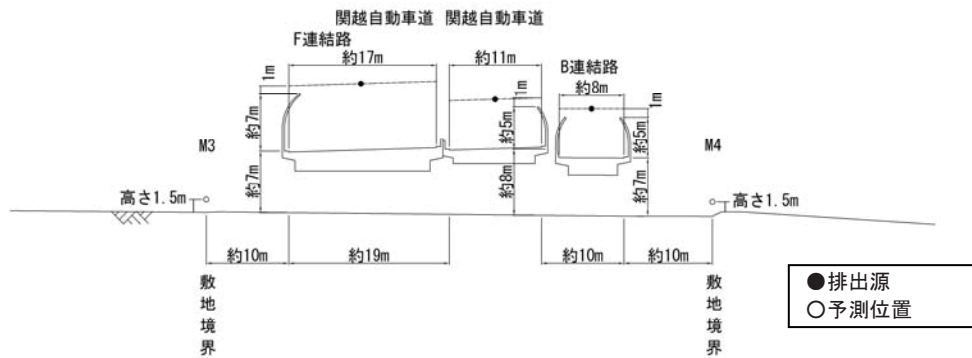 関越自動車道 関越自動車道
F連結路
約17m
約11m
B連結路
約8m
1m
1m
1m
約7m
約5m
約5m
M3
M4
約7m
約8m
約7m
高さ1.5m
高さ1.5m
約10m
約19m
約10m
約10m
敷地境界
敷地境界
●排出源
○予測位置